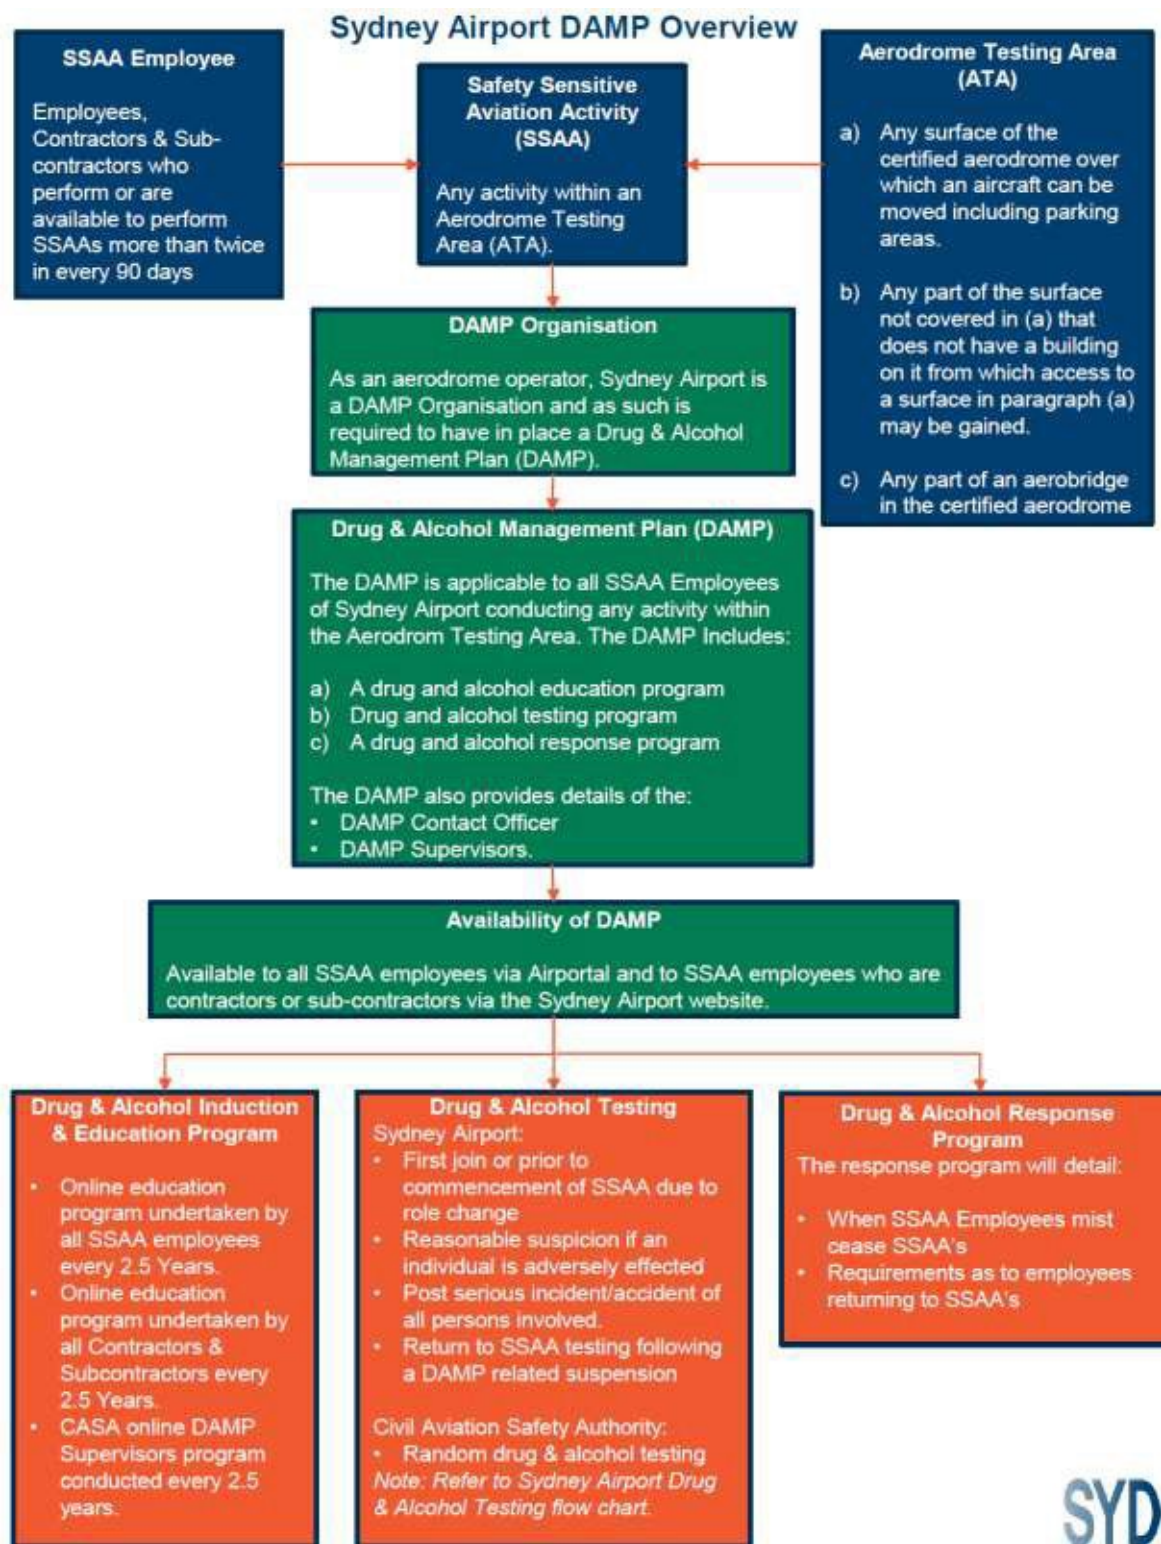 Sydney Airport DAMP Overview
SSAA Employee
Employees,
Contractors & Sub-
contractors who
perform or are
available to perform
SSAAs more than twice
in every 90 days
Safety Sensitive
Aviation Activity
(SSAA)
Any activity within an
Aerodrome Testing
Area (ATA).
Aerodrome Testing Area
(ATA)
a) Any surface of the
certified aerodrome over
which an aircraft can be
moved including parking
areas.
b) Any part of the surface
not covered in (a) that
does not have a building
on it from which access to
a surface in paragraph (a)
may be gained.
c) Any part of an aerobridge
in the certified aerodrome
DAMP Organisation
As an aerodrome operator, Sydney Airport is
a DAMP Organisation and as such is
required to have in place a Drug & Alcohol
Management Plan (DAMP).
Drug & Alcohol Management Plan (DAMP)
The DAMP is applicable to all SSAA Employees
of Sydney Airport conducting any activity within
the Aerodrom Testing Area. The DAMP Includes:
a) A drug and alcohol education program
b) Drug and alcohol testing program
c) A drug and alcohol response program
The DAMP also provides details of the:
• DAMP Contact Officer
• DAMP Supervisors.
Availability of DAMP
Available to all SSAA employees via Airportal and to SSAA employees who are
contractors or sub-contractors via the Sydney Airport website.
Drug & Alcohol Induction
& Education Program
• Online education
program undertaken by
all SSAA employees
every 2.5 Years.
• Online education
program undertaken by
all Contractors &
Subcontractors every
2.5 Years.
• CASA online DAMP
Supervisors program
conducted every 2.5
years.
Drug & Alcohol Testing
Sydney Airport:
• First join or prior to
commencement of SSAA due to
role change
• Reasonable suspicion if an
individual is adversely effected
• Post serious incident/accident of
all persons involved.
• Return to SSAA testing following
a DAMP related suspension
Civil Aviation Safety Authority:
• Random drug & alcohol testing
Note: Refer to Sydney Airport Drug
& Alcohol Testing flow chart.
Drug & Alcohol Response
Program
The response program will detail:
• When SSAA Employees mist
cease SSAA's
• Requirements as to employees
returning to SSAA's
SYD